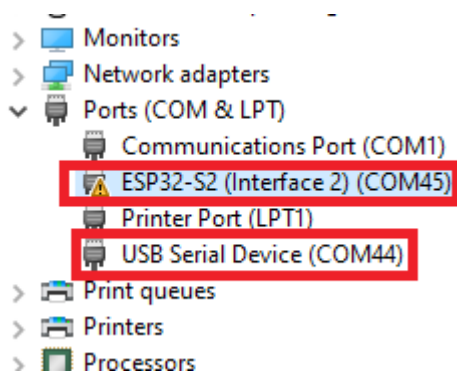 Monitors
Network adapters
Ports (COM & LPT)
Communications Port (COM1)
ESP32-S2 (Interface 2) (COM45)
Printer Port (LPT1)
USB Serial Device (COM44)
Print queues
Printers
Processors